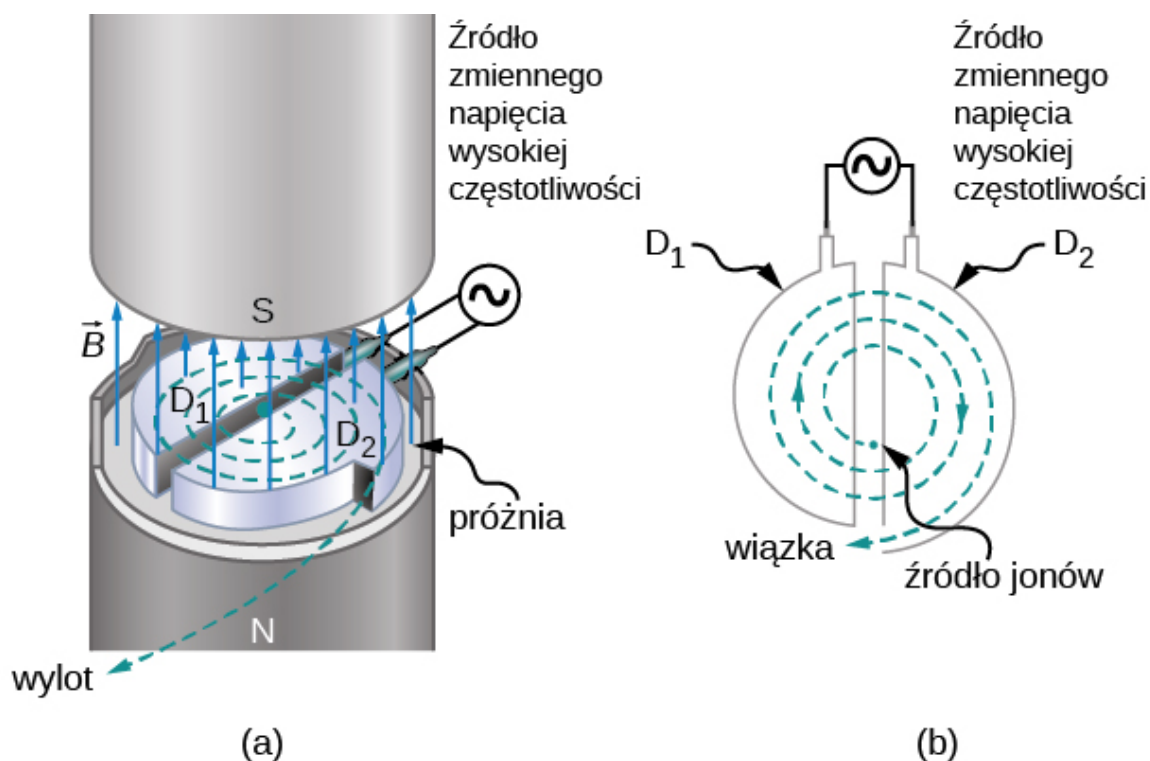 Źródło
zmiennego
napięcia
wysokiej
częstotliwości
S
B
D1
D2
próżnia
N
wylot
(a)
Źródło
zmiennego
napięcia
wysokiej
częstotliwości
D1
D2
wiązka
źródło jonów
(b)